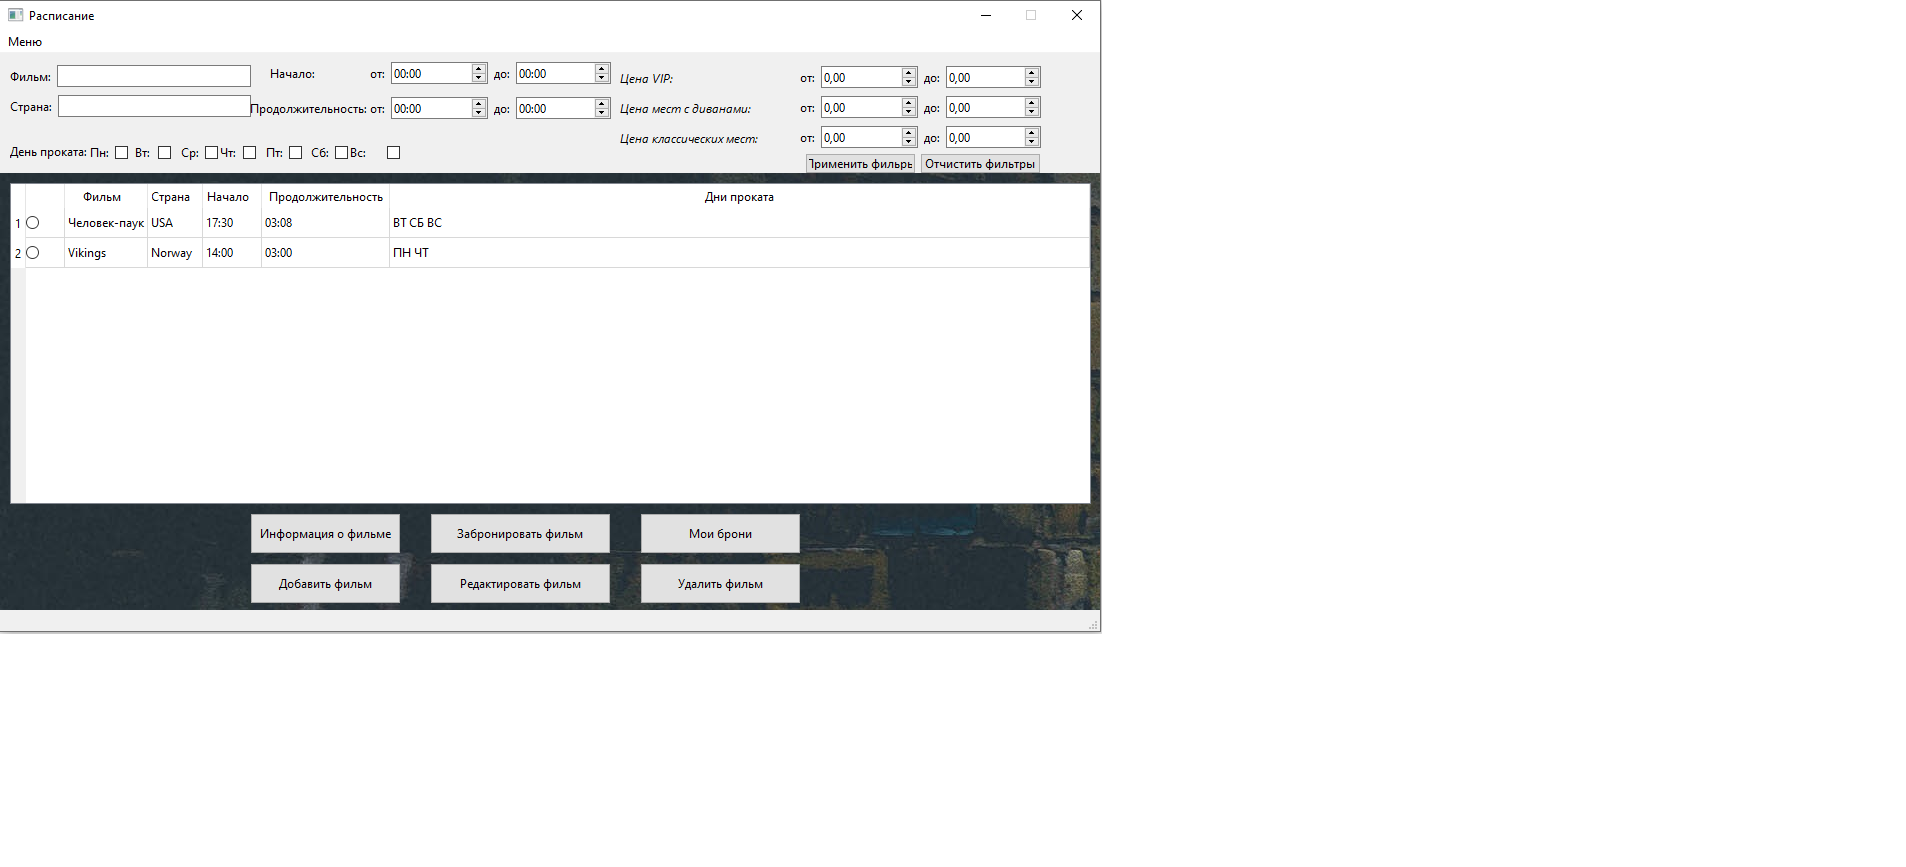 Расписание
Меню
Фильм:
Начало: от: 00:00 до: 00:00
Цена VIP: от: 0,00 до: 0,00
Страна:
Продолжительность: от: 00:00 до: 00:00
Цена мест с диванами: от: 0,00 до: 0,00
Цена классических мест: от: 0,00 до: 0,00
День проката: Пн: Вт: Ср: Чт: Пт: Сб: Вс:
Применить фильры Отчистить фильтры
Фильм Страна Начало Продолжительность Дни проката
1 Человек-паук USA 17:30 03:08 ВТ СБ ВС
2 Vikings Norway 14:00 03:00 ПН ЧТ
Информация о фильме Забронировать фильм Мои брони
Добавить фильм Редактировать фильм Удалить фильм